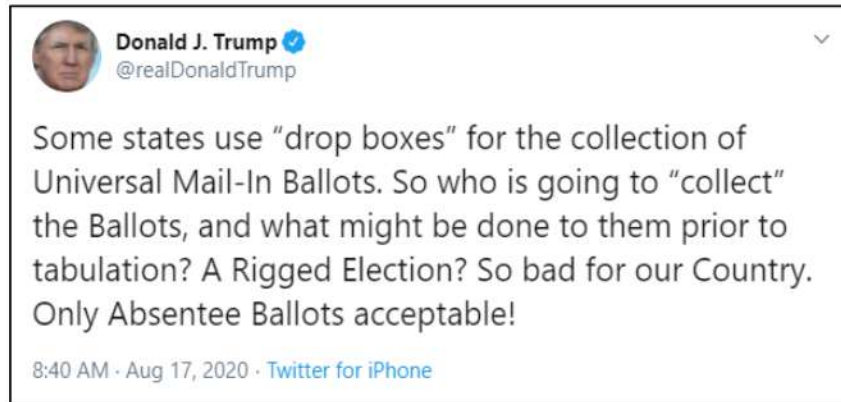 Donald J. Trump
@realDonaldTrump
Some states use “drop boxes” for the collection of
Universal Mail-In Ballots. So who is going to “collect”
the Ballots, and what might be done to them prior to
tabulation? A Rigged Election? So bad for our Country.
Only Absentee Ballots acceptable!
8:40 AM · Aug 17, 2020 · Twitter for iPhone